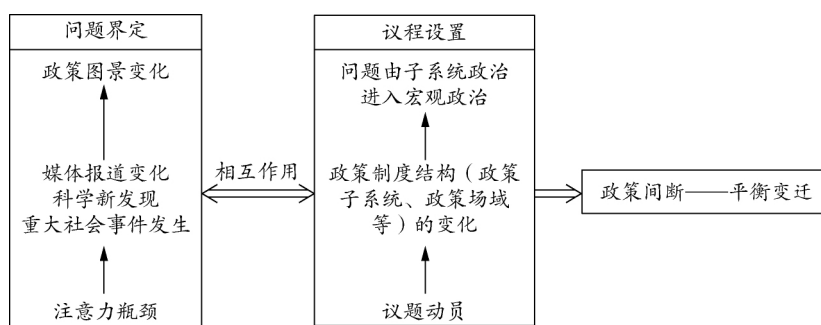 问题界定
政策图景变化
媒体报道变化
科学新发现
重大社会事件发生
注意力瓶颈
相互作用
议程设置
问题由子系统政治
进入宏观政治
政策制度结构（政策
子系统、政策场域
等）的变化
议题动员
政策间断——平衡变迁